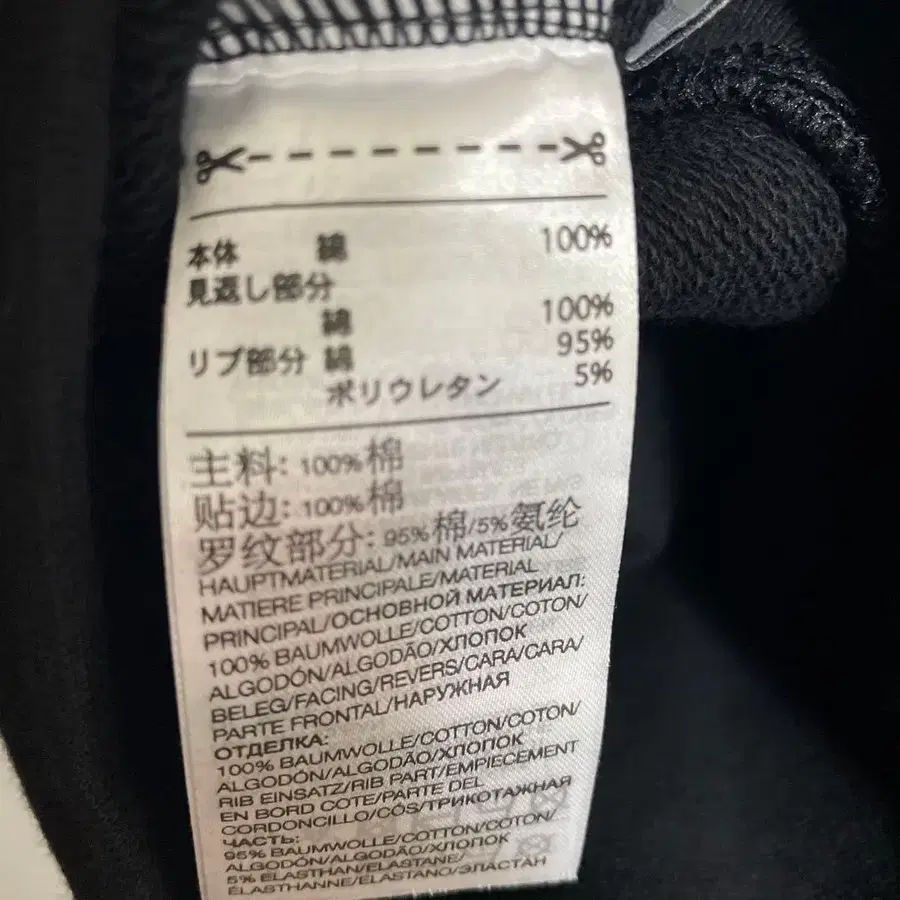 本体 綿 100%
見返し部分
綿 100%
リブ部分 綿 95%
ポリウレタン 5%
主料: 100%棉
贴边: 100%棉
罗纹部分: 95%棉/5%氨纶
HAUPTMATERIAL/MAIN MATERIAL/
MATIERE PRINCIPALE/MATERIAL
PRINCIPAL/ОСНОВНОЙ МАТЕРИАЛ:
100% BAUMWOLLE/COTTON/COTON/
ALGODÓN/ALGODÃO/ХЛОПОК
BELEG/FACING/REVERS/CARA/CARA/
PARTE FRONTAL/НАРУЖНАЯ
ОТДЕЛКА:
100% BAUMWOLLE/COTTON/COTON/
ALGODÓN/ALGODÃO/ХЛОПОК
RIB EINSATZ/RIB PART/EMPIECEMENT
EN BORD COTE/PARTE DEL
CORDONCILLO/CÓS/ТРИКОТАЖНАЯ
ЧАСТЬ:
95% BAUMWOLLE/COTTON/COTON/
ALGODÓN/ALGODÃO/ХЛОПОК
5% ELASTHAN/ELASTANE/
ÉLASTHANNE/ELASTANO/ЭЛАСТАН